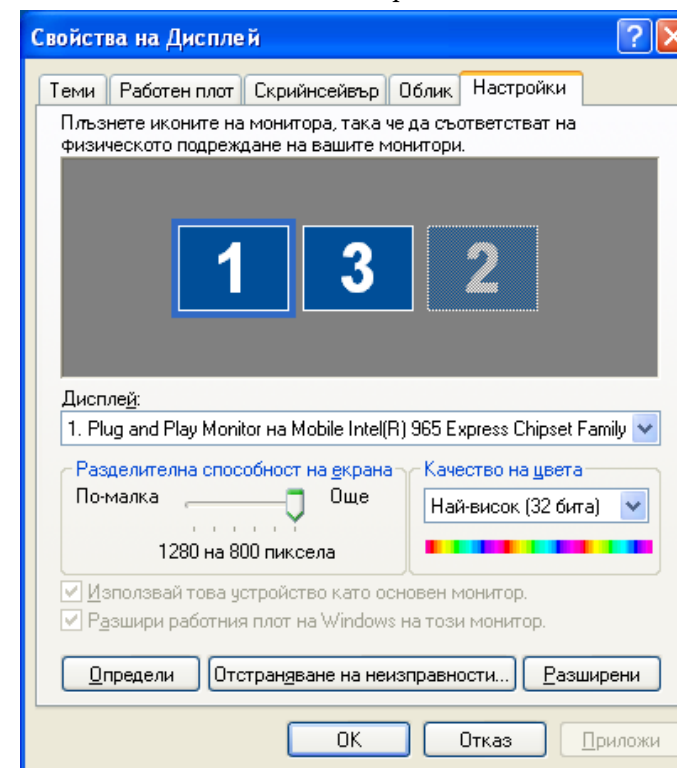 Свойства на Дисплей
Теми Работен плот Скрийнсейвър Облик Настройки
Плъзнете иконите на монитора, така че да съответстват на
физическото подреждане на вашите монитори.
1 3 2
Дисплей:
1. Plug and Play Monitor на Mobile Intel(R) 965 Express Chipset Family
Разделителна способност на екрана Качество на цвета
По-малка Още Най-висок (32 бита)
1280 на 800 пиксела
Използвай това устройство като основен монитор.
Разшири работния плот на Windows на този монитор.
Определи Отстраняване на неизправности... Разширени
OK Отказ Приложи